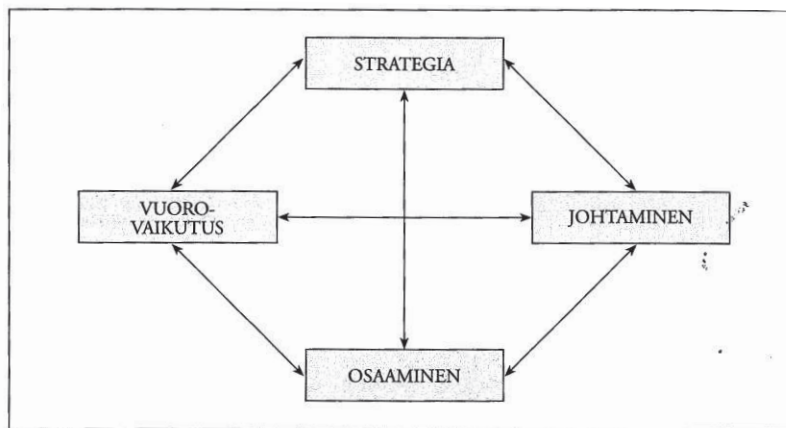 STRATEGIA
VUORO-
VAIKUTUS
JOHTAMINEN
OSAAMINEN